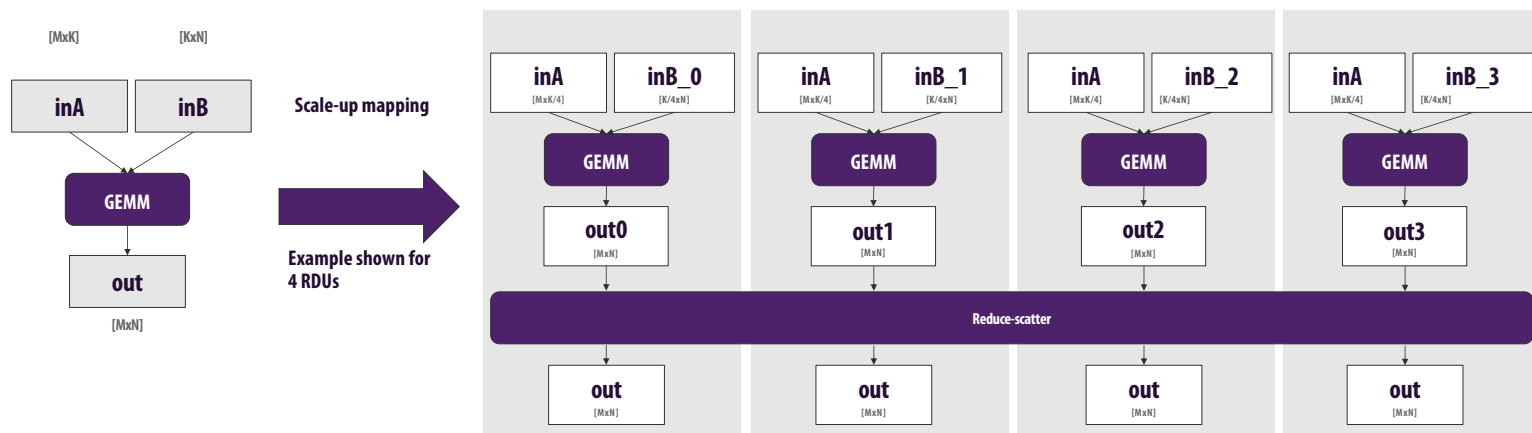 [MxK]
[KxN]
inA
inB
GEMM
out
[MxN]
Scale-up mapping
Example shown for
4 RDUs
inA
[MxK/4]
inB_0
[K/4xN]
GEMM
out0
[MxN]
inA
[MxK/4]
inB_1
[K/4xN]
GEMM
out1
[MxN]
inA
[MxK/4]
inB_2
[K/4xN]
GEMM
out2
[MxN]
inA
[MxK/4]
inB_3
[K/4xN]
GEMM
out3
[MxN]
Reduce-scatter
out
[MxN]
out
[MxN]
out
[MxN]
out
[MxN]